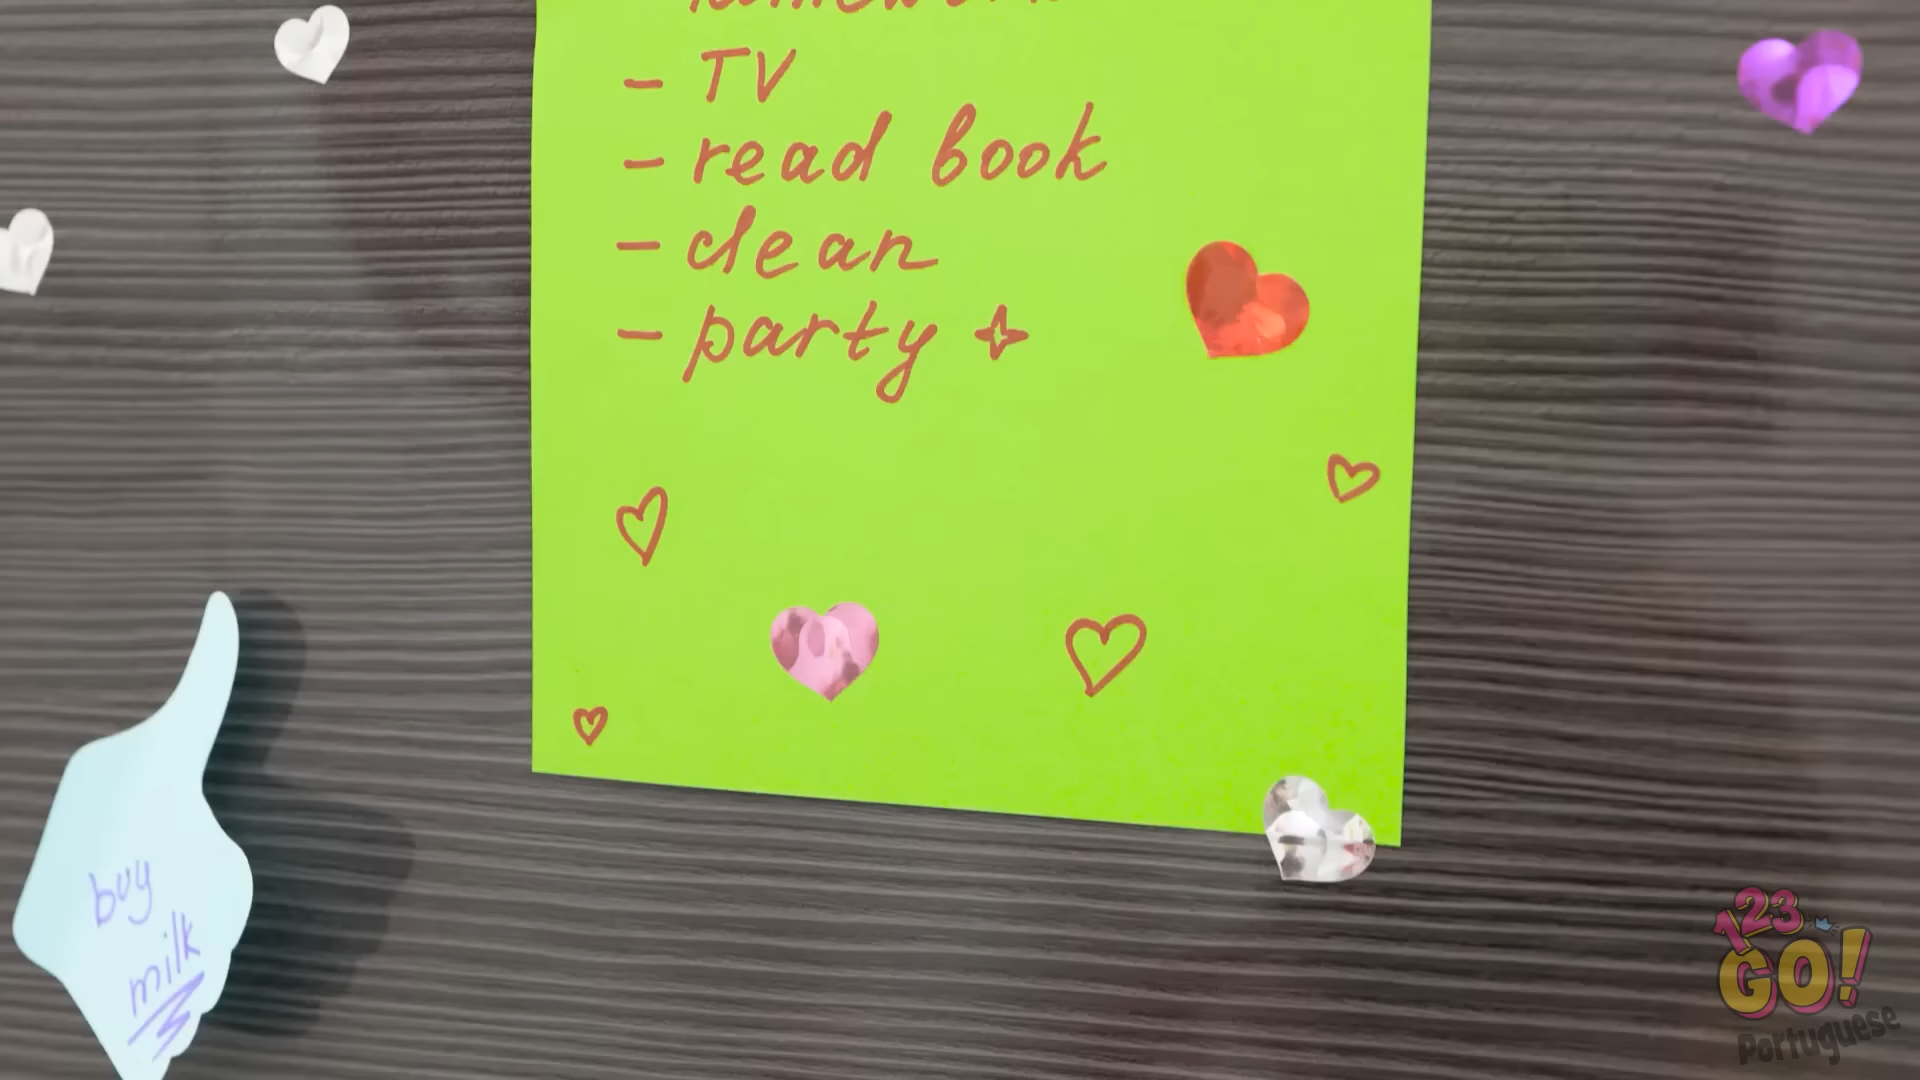 - TV
- read book
- clean
- party
buy
milk
123
GO!
Portuguese